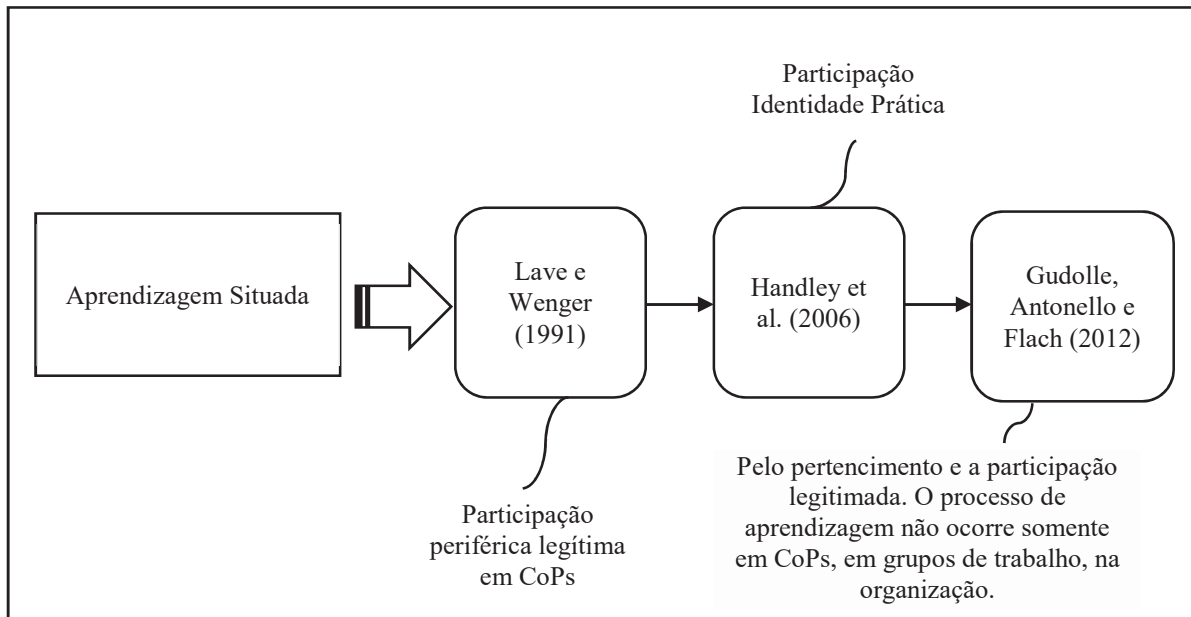 Participação
Identidade Prática
Aprendizagem Situada
Lave e
Wenger
(1991)
Handley et
al. (2006)
Gudolle,
Antonello e
Flach (2012)
Participação
periférica legítima
em CoPs
Pelo pertencimento e a participação
legitimada. O processo de
aprendizagem não ocorre somente
em CoPs, em grupos de trabalho, na
organização.